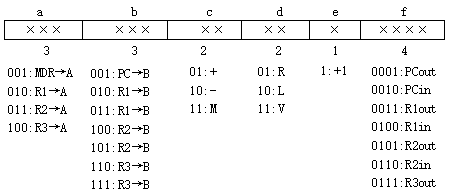 a b c d e f
××× ××× ×× ×× × ××××
3 3 2 2 1 4
001:MDR→A 001:PC→B 01:+ 01:R 1:+1 0001:PCout
010:R1→A 010:R1→B 10:- 10:L 0010:PCin
011:R2→A 011:R1→B 11:M 11:V 0011:R1out
100:R3→A 100:R2→B 0100:R1in
101:R2→B 0101:R2out
110:R3→B 0110:R2in
111:R3→B 0111:R3out